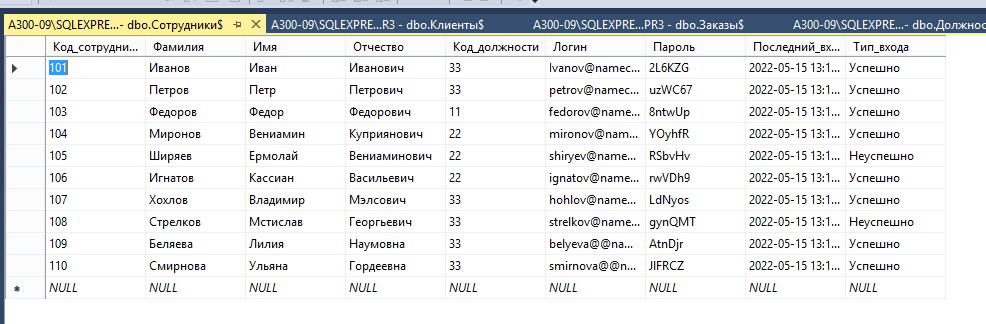 A300-09\SQLEXPRE...- dbo.Сотрудники$ A300-09\SQLEXPRE...R3 - dbo.Клиенты$ A300-09\SQLEXPRE...PR3 - dbo.Заказы$ A300-09\SQLEXPRE...- dbo.Должнос
Код_сотрудни... Фамилия Имя Отчество Код_должности Логин Пароль Последний_вх... Тип_входа
101 Иванов Иван Иванович 33 Ivanov@namec... 2L6KZG 2022-05-15 13:1... Успешно
102 Петров Петр Петрович 33 petrov@namec... uzWC67 2022-05-15 13:1... Успешно
103 Федоров Федор Федорович 11 fedorov@name... 8ntwUp 2022-05-15 13:1... Успешно
104 Миронов Вениамин Куприянович 22 mironov@nam... YOyhfR 2022-05-15 13:1... Успешно
105 Ширяев Ермолай Вениаминович 22 shiryev@name... RSbvHv 2022-05-15 13:1... Неуспешно
106 Игнатов Кассиан Васильевич 22 ignatov@name... rwVDh9 2022-05-15 13:1... Успешно
107 Хохлов Владимир Мэлсович 33 hohlov@name... LdNyos 2022-05-15 13:1... Успешно
108 Стрелков Мстислав Георгьевич 33 strelkov@name... gynQMT 2022-05-15 13:1... Неуспешно
109 Беляева Лилия Наумовна 33 belyeva@@na... AtnDjr 2022-05-15 13:1... Успешно
110 Смирнова Ульяна Гордеевна 33 smirnova@@n... JIFRCZ 2022-05-15 13:1... Успешно
NULL NULL NULL NULL NULL NULL NULL NULL NULL